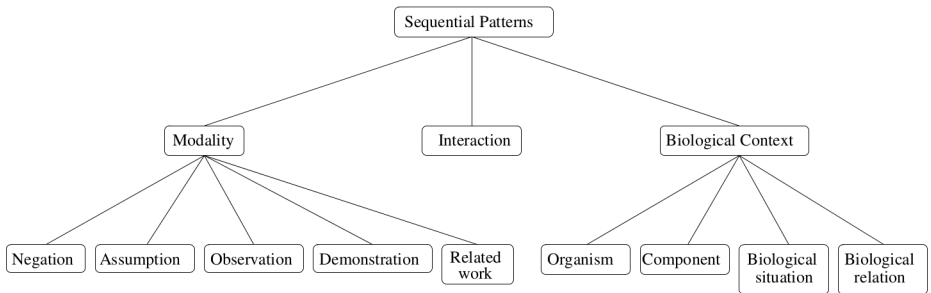 Sequential Patterns
Modality
Interaction
Biological Context
Negation
Assumption
Observation
Demonstration
Related
work
Organism
Component
Biological
situation
Biological
relation